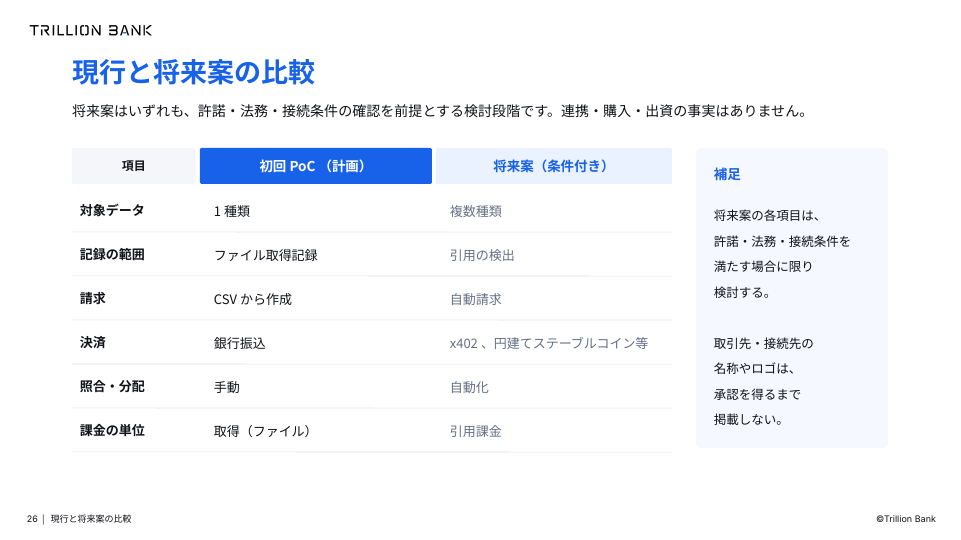 TRILLION BANK
現行と将来案の比較
将来案はいずれも、許諾・法務・接続条件の確認を前提とする検討段階です。連携・購入・出資の事実はありません。
項目 初回 PoC （計画） 将来案（条件付き）
対象データ 1 種類 複数種類
記録の範囲 ファイル取得記録 引用の検出
請求 CSV から作成 自動請求
決済 銀行振込 x402 、円建てステーブルコイン等
照合・分配 手動 自動化
課金の単位 取得（ファイル） 引用課金
補足
将来案の各項目は、
許諾・法務・接続条件を
満たす場合に限り
検討する。
取引先・接続先の
名称やロゴは、
承認を得るまで
掲載しない。
26 | 現行と将来案の比較
©Trillion Bank